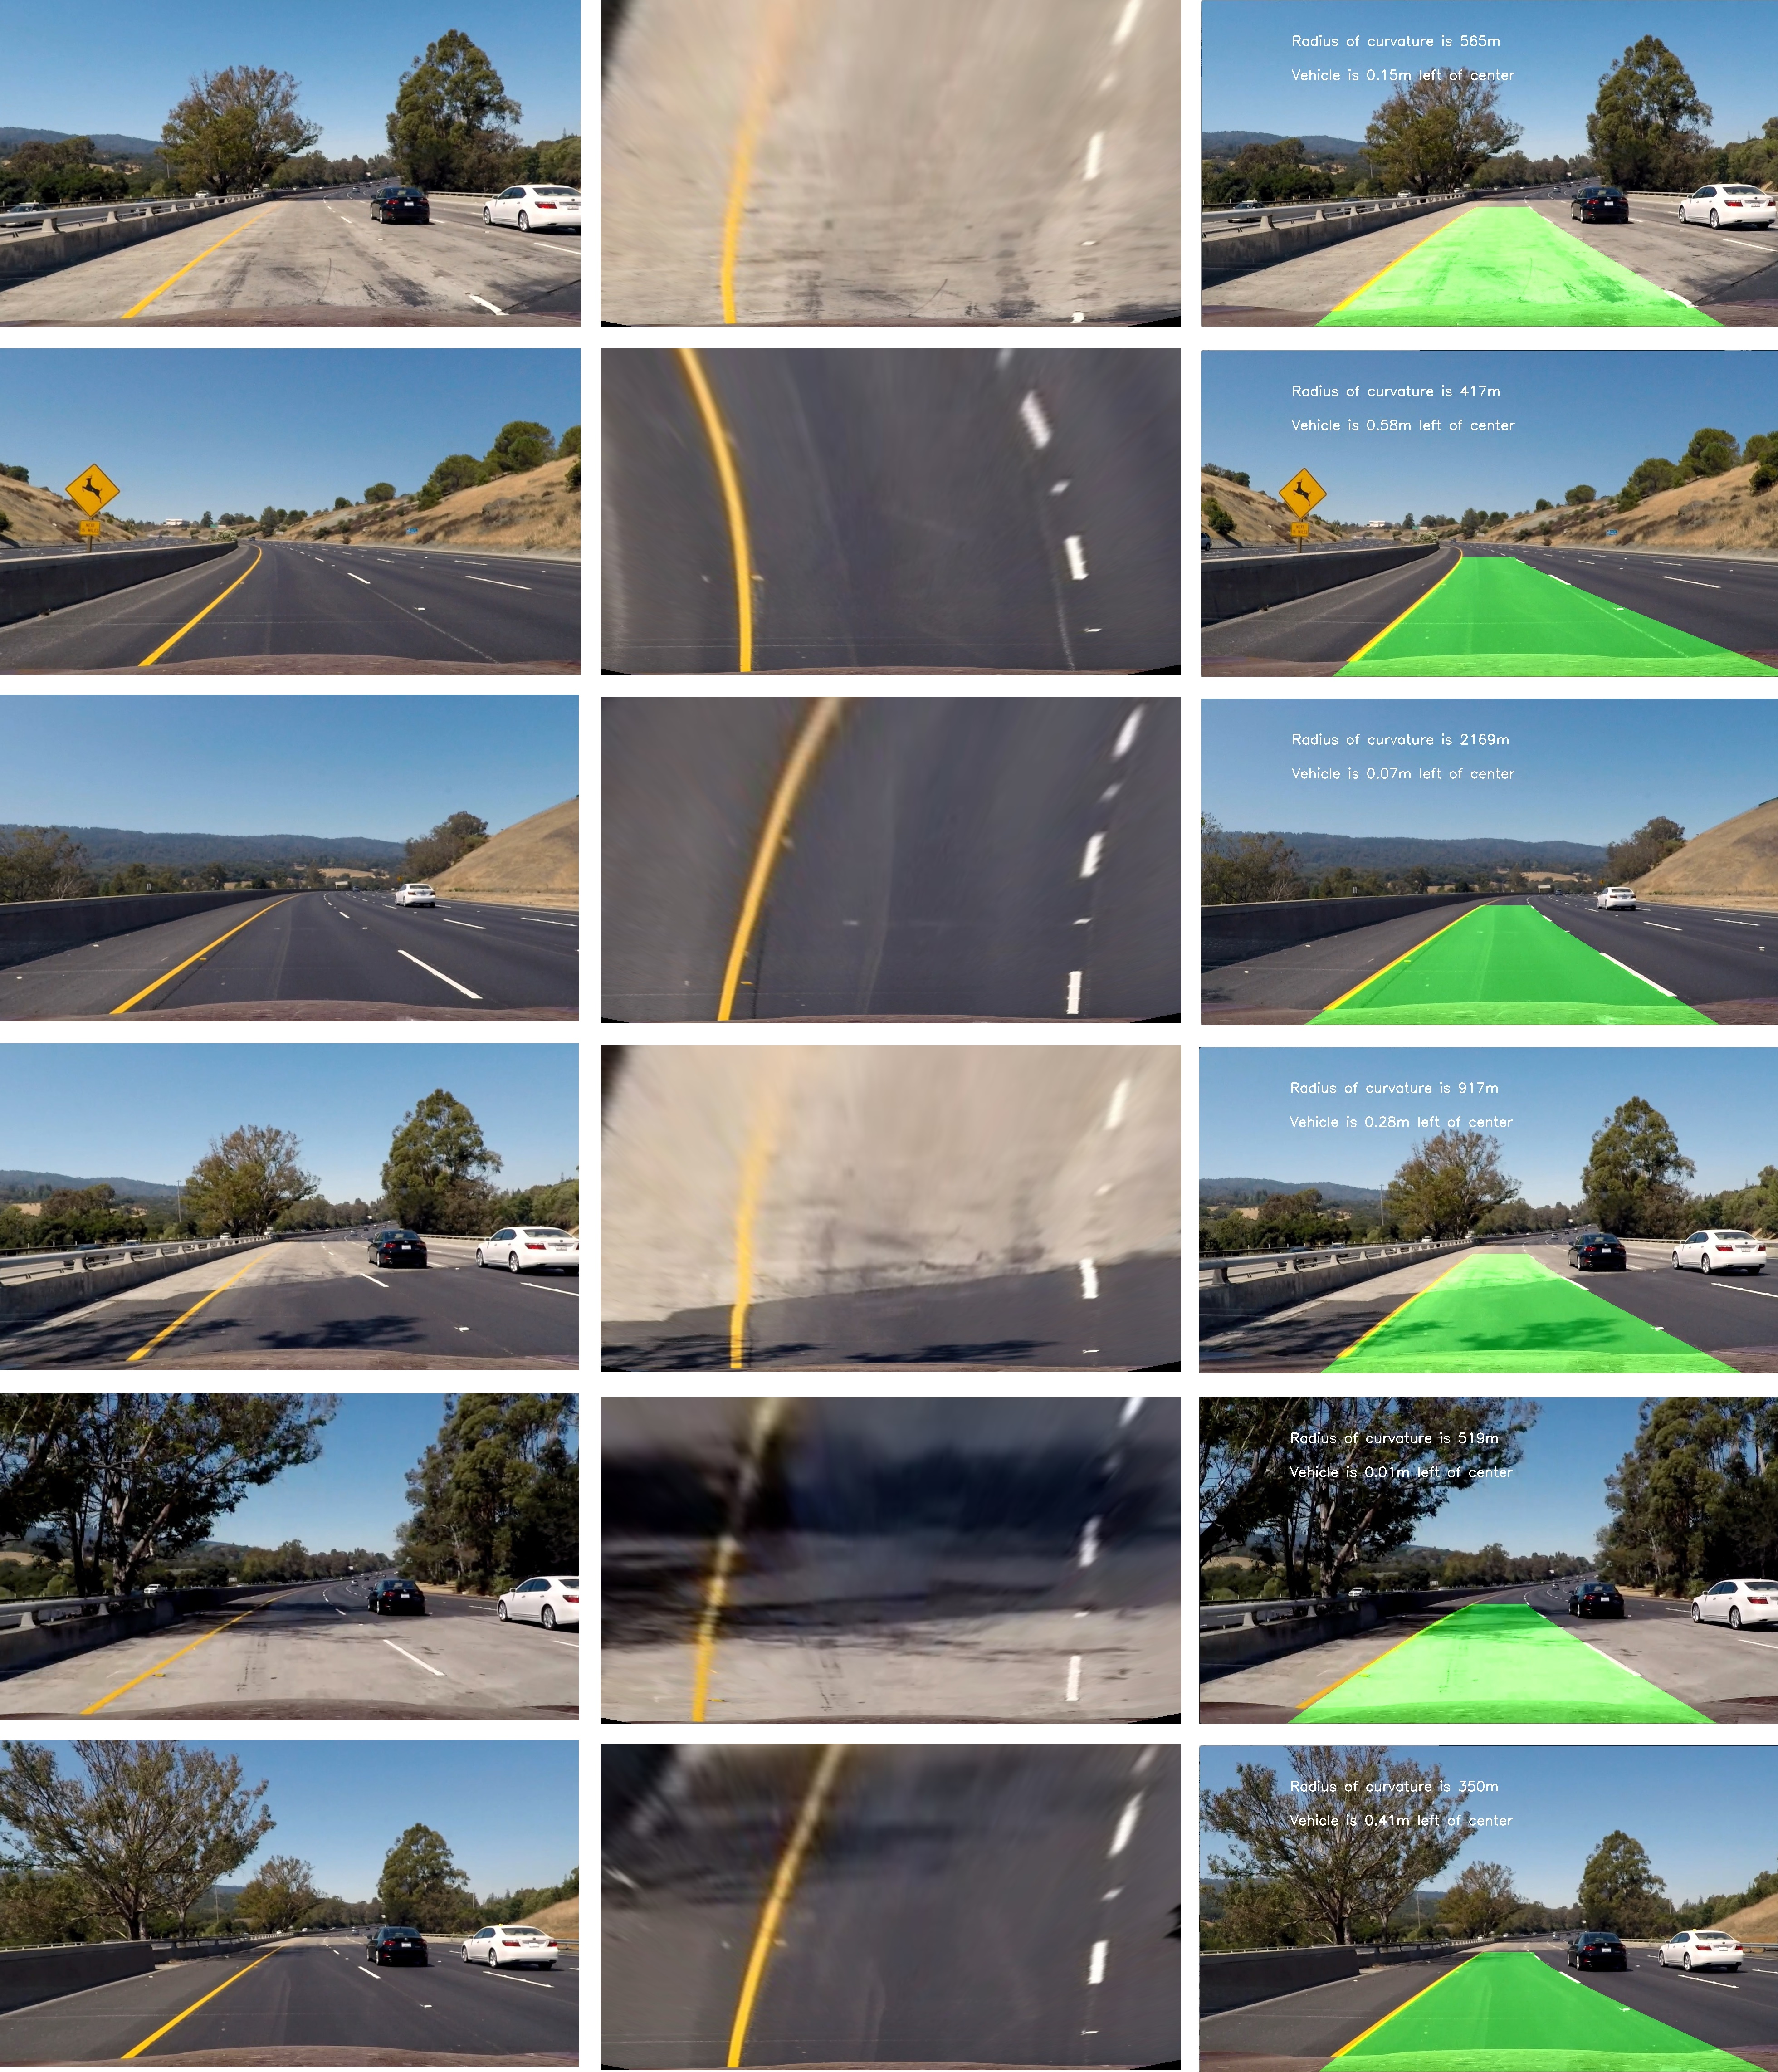 Radius of curvature is 565m
Vehicle is 0.15m left of center
Radius of curvature is 417m
Vehicle is 0.58m left of center
Radius of curvature is 2169m
Vehicle is 0.07m left of center
Radius of curvature is 917m
Vehicle is 0.28m left of center
Radius of curvature is 519m
Vehicle is 0.01m left of center
Radius of curvature is 350m
Vehicle is 0.41m left of center